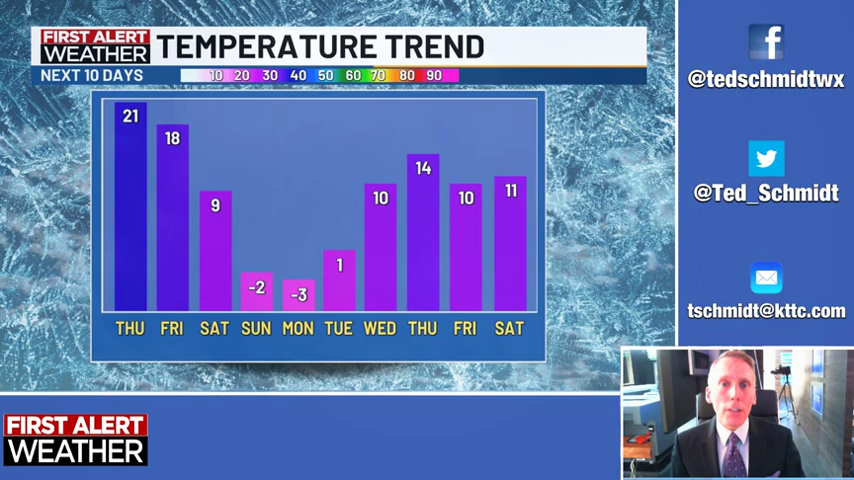 FIRST ALERT
WEATHER
TEMPERATURE TREND
NEXT 10 DAYS
10 20 30 40 50 60 70 80 90
21
18
9
-2
-3
1
10
14
10
11
THU FRI SAT SUN MON TUE WED THU FRI SAT
@tedschmidtwx
@Ted_Schmidt
tschmidt@kttc.com
FIRST ALERT
WEATHER